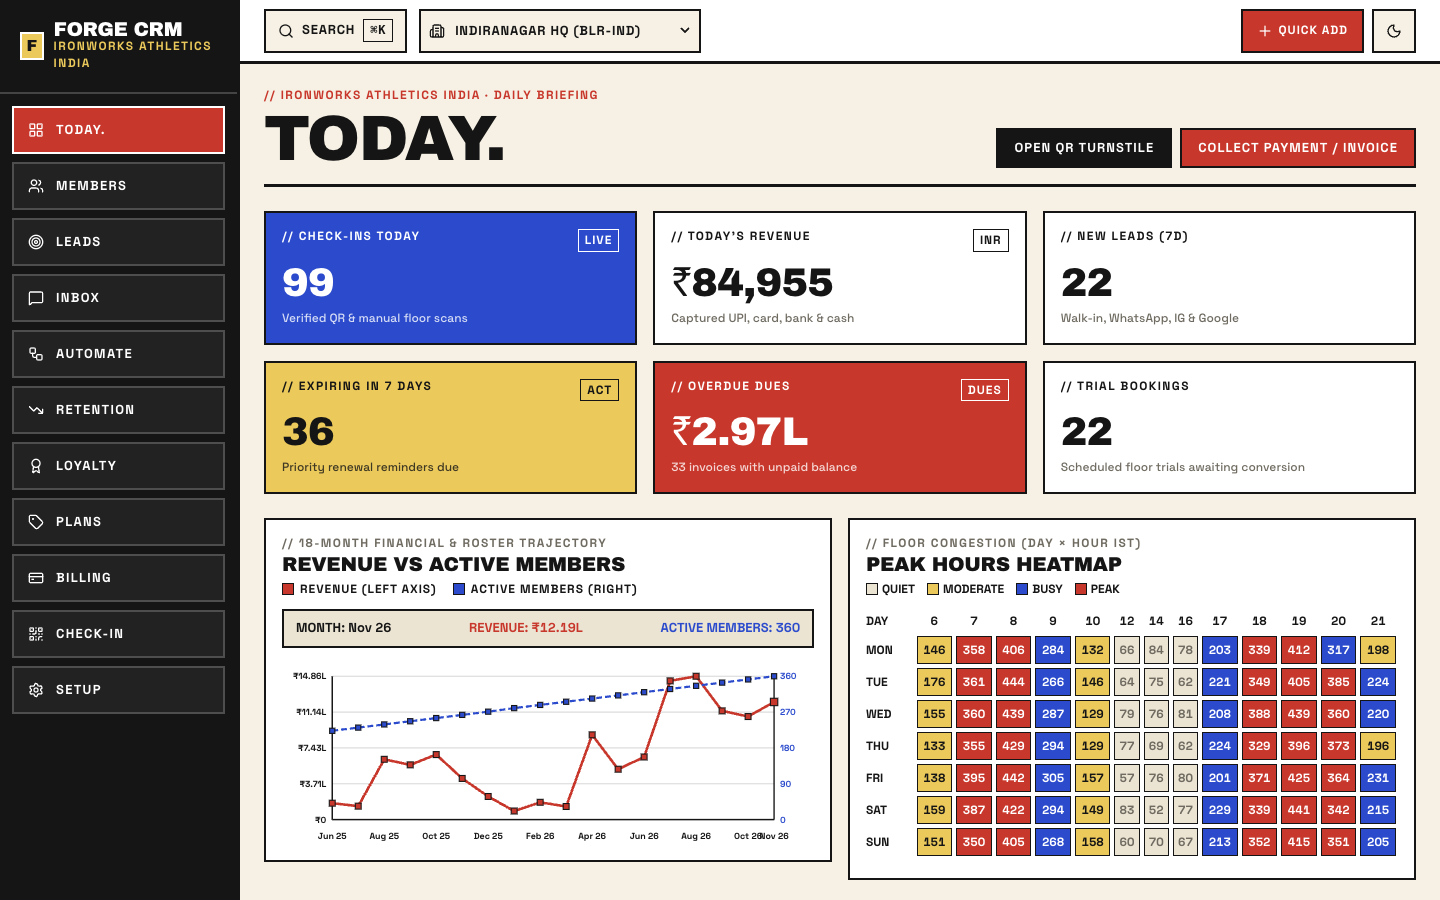 F
FORGE CRM
IRONWORKS ATHLETICS
INDIA
TODAY.
MEMBERS
LEADS
INBOX
AUTOMATE
RETENTION
LOYALTY
PLANS
BILLING
CHECK-IN
SETUP
SEARCH ⌘K
INDIRANAGAR HQ (BLR-IND)
QUICK ADD
// IRONWORKS ATHLETICS INDIA · DAILY BRIEFING
TODAY.
OPEN QR TURNSTILE
COLLECT PAYMENT / INVOICE
// CHECK-INS TODAY
LIVE
99
Verified QR & manual floor scans
// TODAY'S REVENUE
INR
₹84,955
Captured UPI, card, bank & cash
// NEW LEADS (7D)
22
Walk-in, WhatsApp, IG & Google
// EXPIRING IN 7 DAYS
ACT
36
Priority renewal reminders due
// OVERDUE DUES
DUES
₹2.97L
33 invoices with unpaid balance
// TRIAL BOOKINGS
22
Scheduled floor trials awaiting conversion
// 18-MONTH FINANCIAL & ROSTER TRAJECTORY
REVENUE VS ACTIVE MEMBERS
REVENUE (LEFT AXIS) ACTIVE MEMBERS (RIGHT)
MONTH: Nov 26 REVENUE: ₹12.19L ACTIVE MEMBERS: 360
₹14.86L 360
₹11.14L 270
₹7.43L 180
₹3.71L 90
₹0 0
Jun 25 Aug 25 Oct 25 Dec 25 Feb 26 Apr 26 Jun 26 Aug 26 Oct 26 Nov 26
// FLOOR CONGESTION (DAY × HOUR IST)
PEAK HOURS HEATMAP
QUIET MODERATE BUSY PEAK
DAY 6 7 8 9 10 12 14 16 17 18 19 20 21
MON 146 358 406 284 132 66 84 78 203 339 412 317 198
TUE 176 361 444 266 146 64 75 62 221 349 405 385 224
WED 155 360 439 287 129 79 76 81 208 388 439 360 220
THU 133 355 429 294 129 77 69 62 224 329 396 373 196
FRI 138 395 442 305 157 57 76 80 201 371 425 364 231
SAT 159 387 422 294 149 83 52 77 229 339 441 342 215
SUN 151 350 405 268 158 60 70 67 213 352 415 351 205